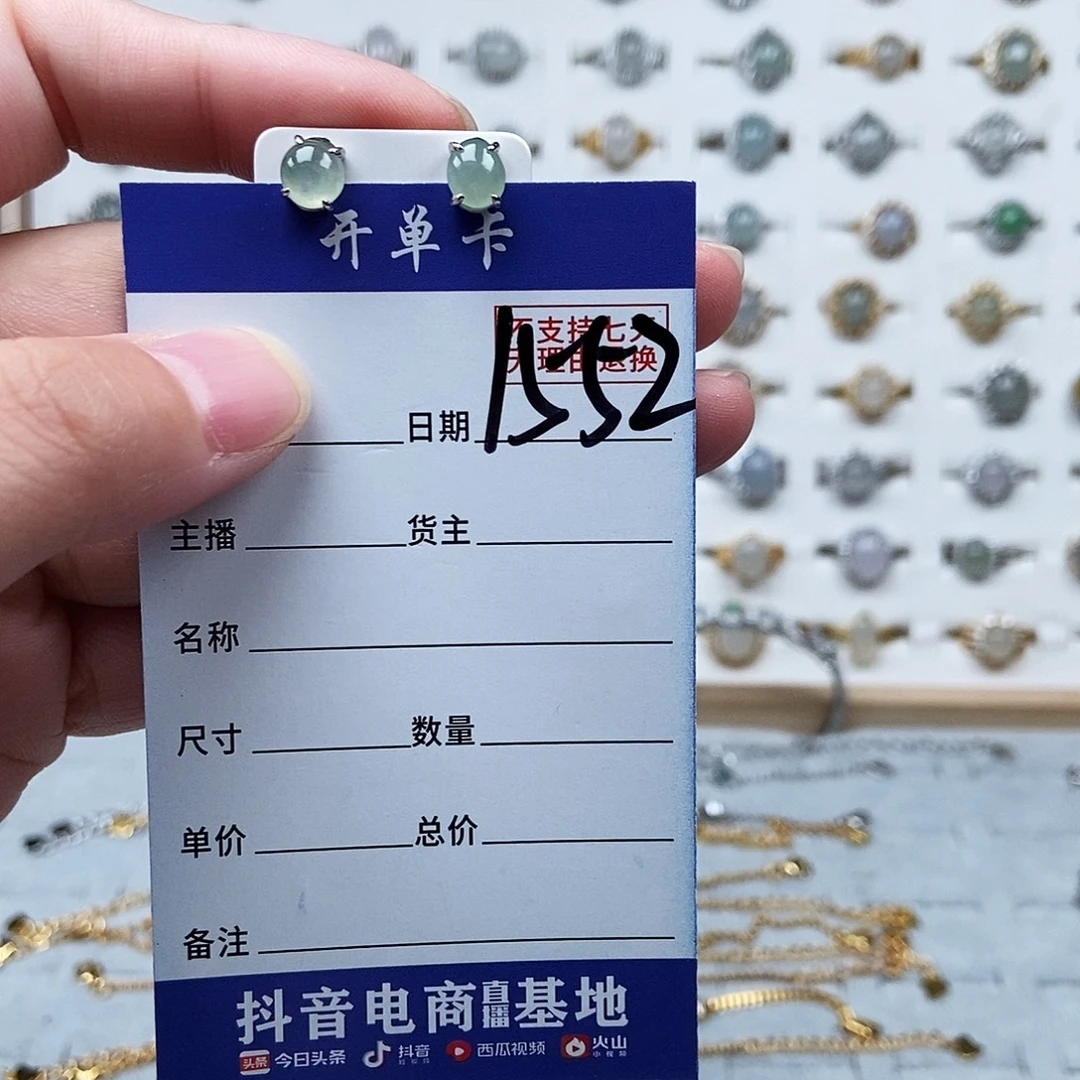 开单卡
不支持七天
无理由退换
1552
日期
主播 货主
名称
尺寸 数量
单价 总价
备注
抖音电商直播基地
头条 今日头条 抖音 西瓜视频 火山